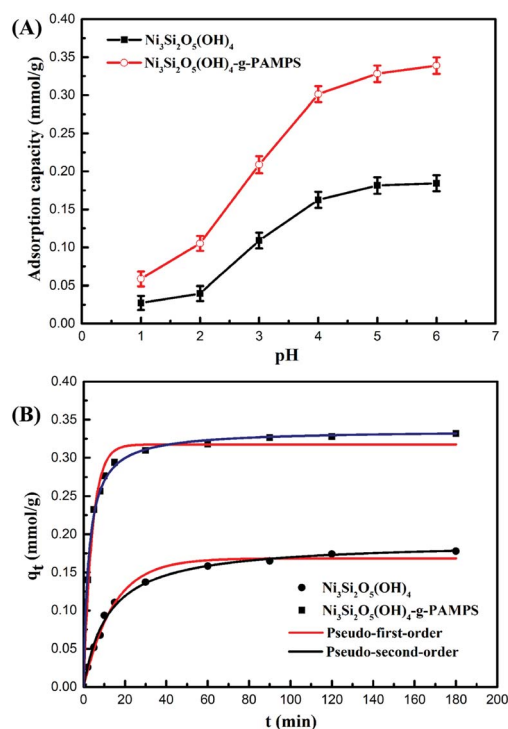 (A)
Ni₃Si₂O₅(OH)₄
Ni₃Si₂O₅(OH)₄-g-PAMPS
Adsorption capacity (mmol/g)
0.40
0.35
0.30
0.25
0.20
0.15
0.10
0.05
0.00
0 1 2 3 4 5 6 7
pH
(B)
qt (mmol/g)
0.40
0.35
0.30
0.25
0.20
0.15
0.10
0.05
0.00
Ni₃Si₂O₅(OH)₄
Ni₃Si₂O₅(OH)₄-g-PAMPS
Pseudo-first-order
Pseudo-second-order
0 20 40 60 80 100 120 140 160 180 200
t (min)